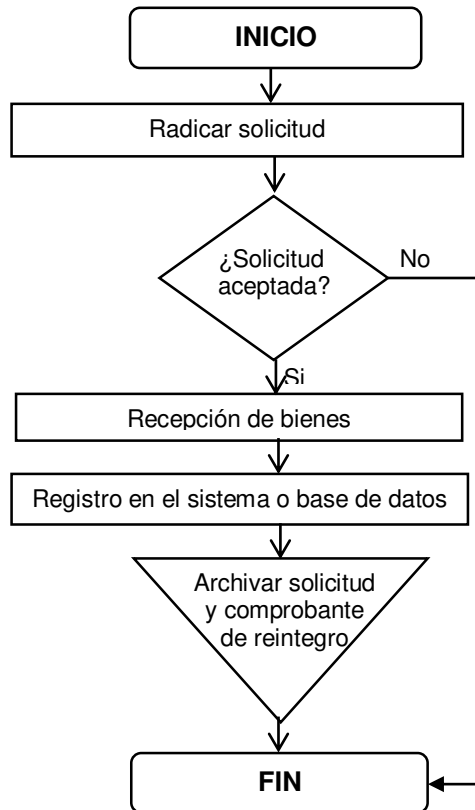 INICIO
Radicar solicitud
¿Solicitud
aceptada?
No
Si
Recepción de bienes
Registro en el sistema o base de datos
Archivar solicitud
y comprobante
de reintegro
FIN